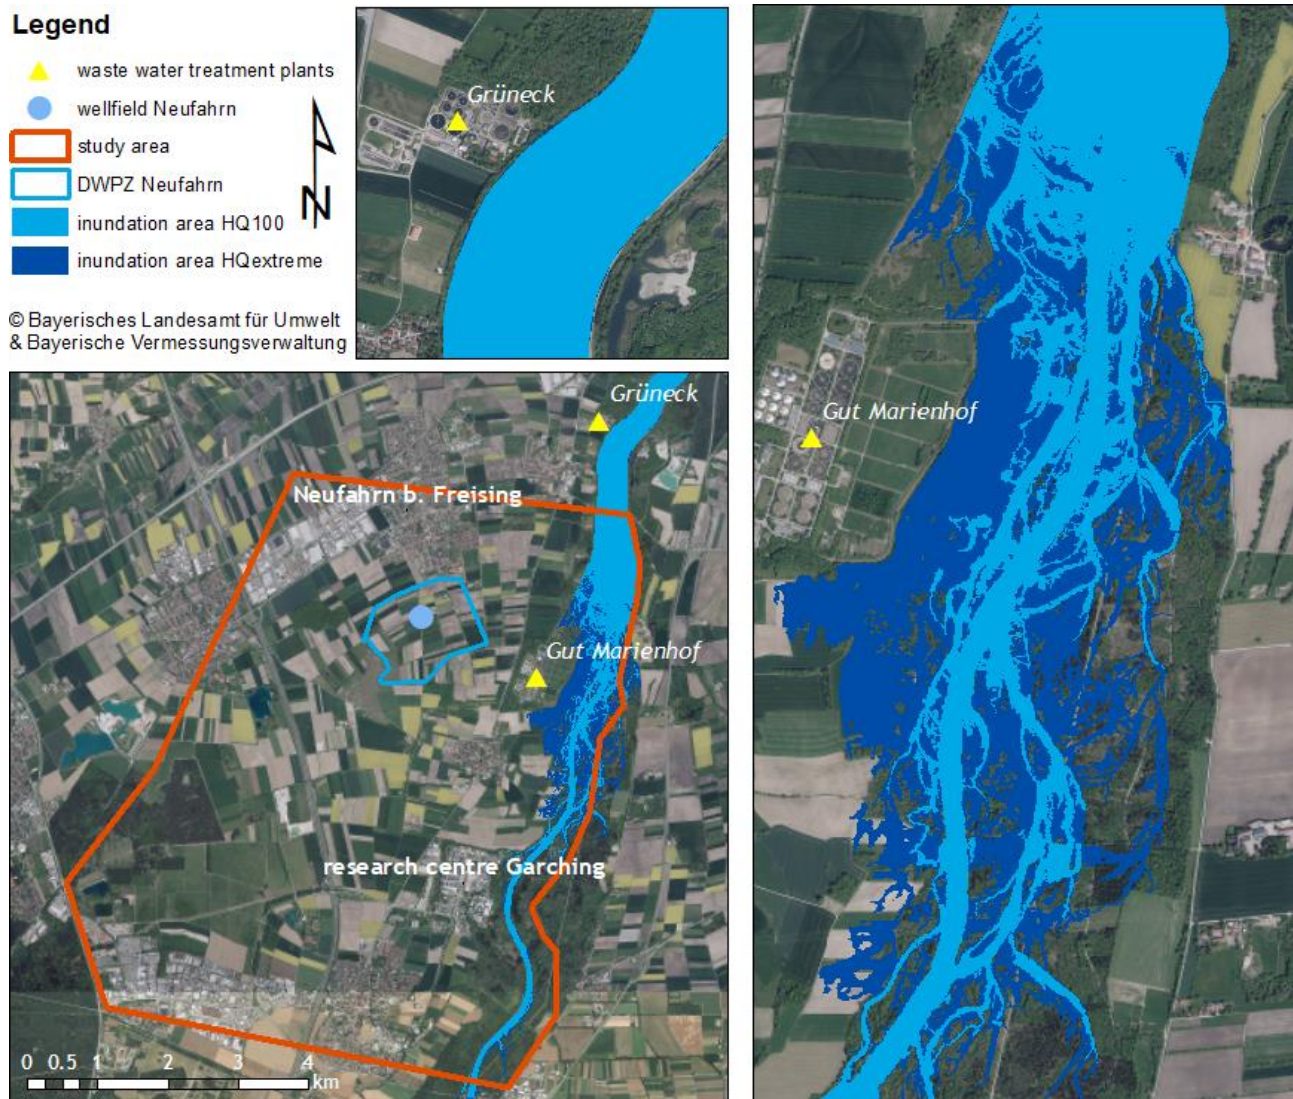 Legend
waste water treatment plants
wellfield Neufahrn
study area
DWPZ Neufahrn
inundation area HQ100
inundation area HQextreme
N
© Bayerisches Landesamt für Umwelt
& Bayerische Vermessungsverwaltung
Grüneck
Grüneck
Neufahrn b. Freising
Gut Marienhof
research centre Garching
0 0.5 1 2 3 4
km
Gut Marienhof